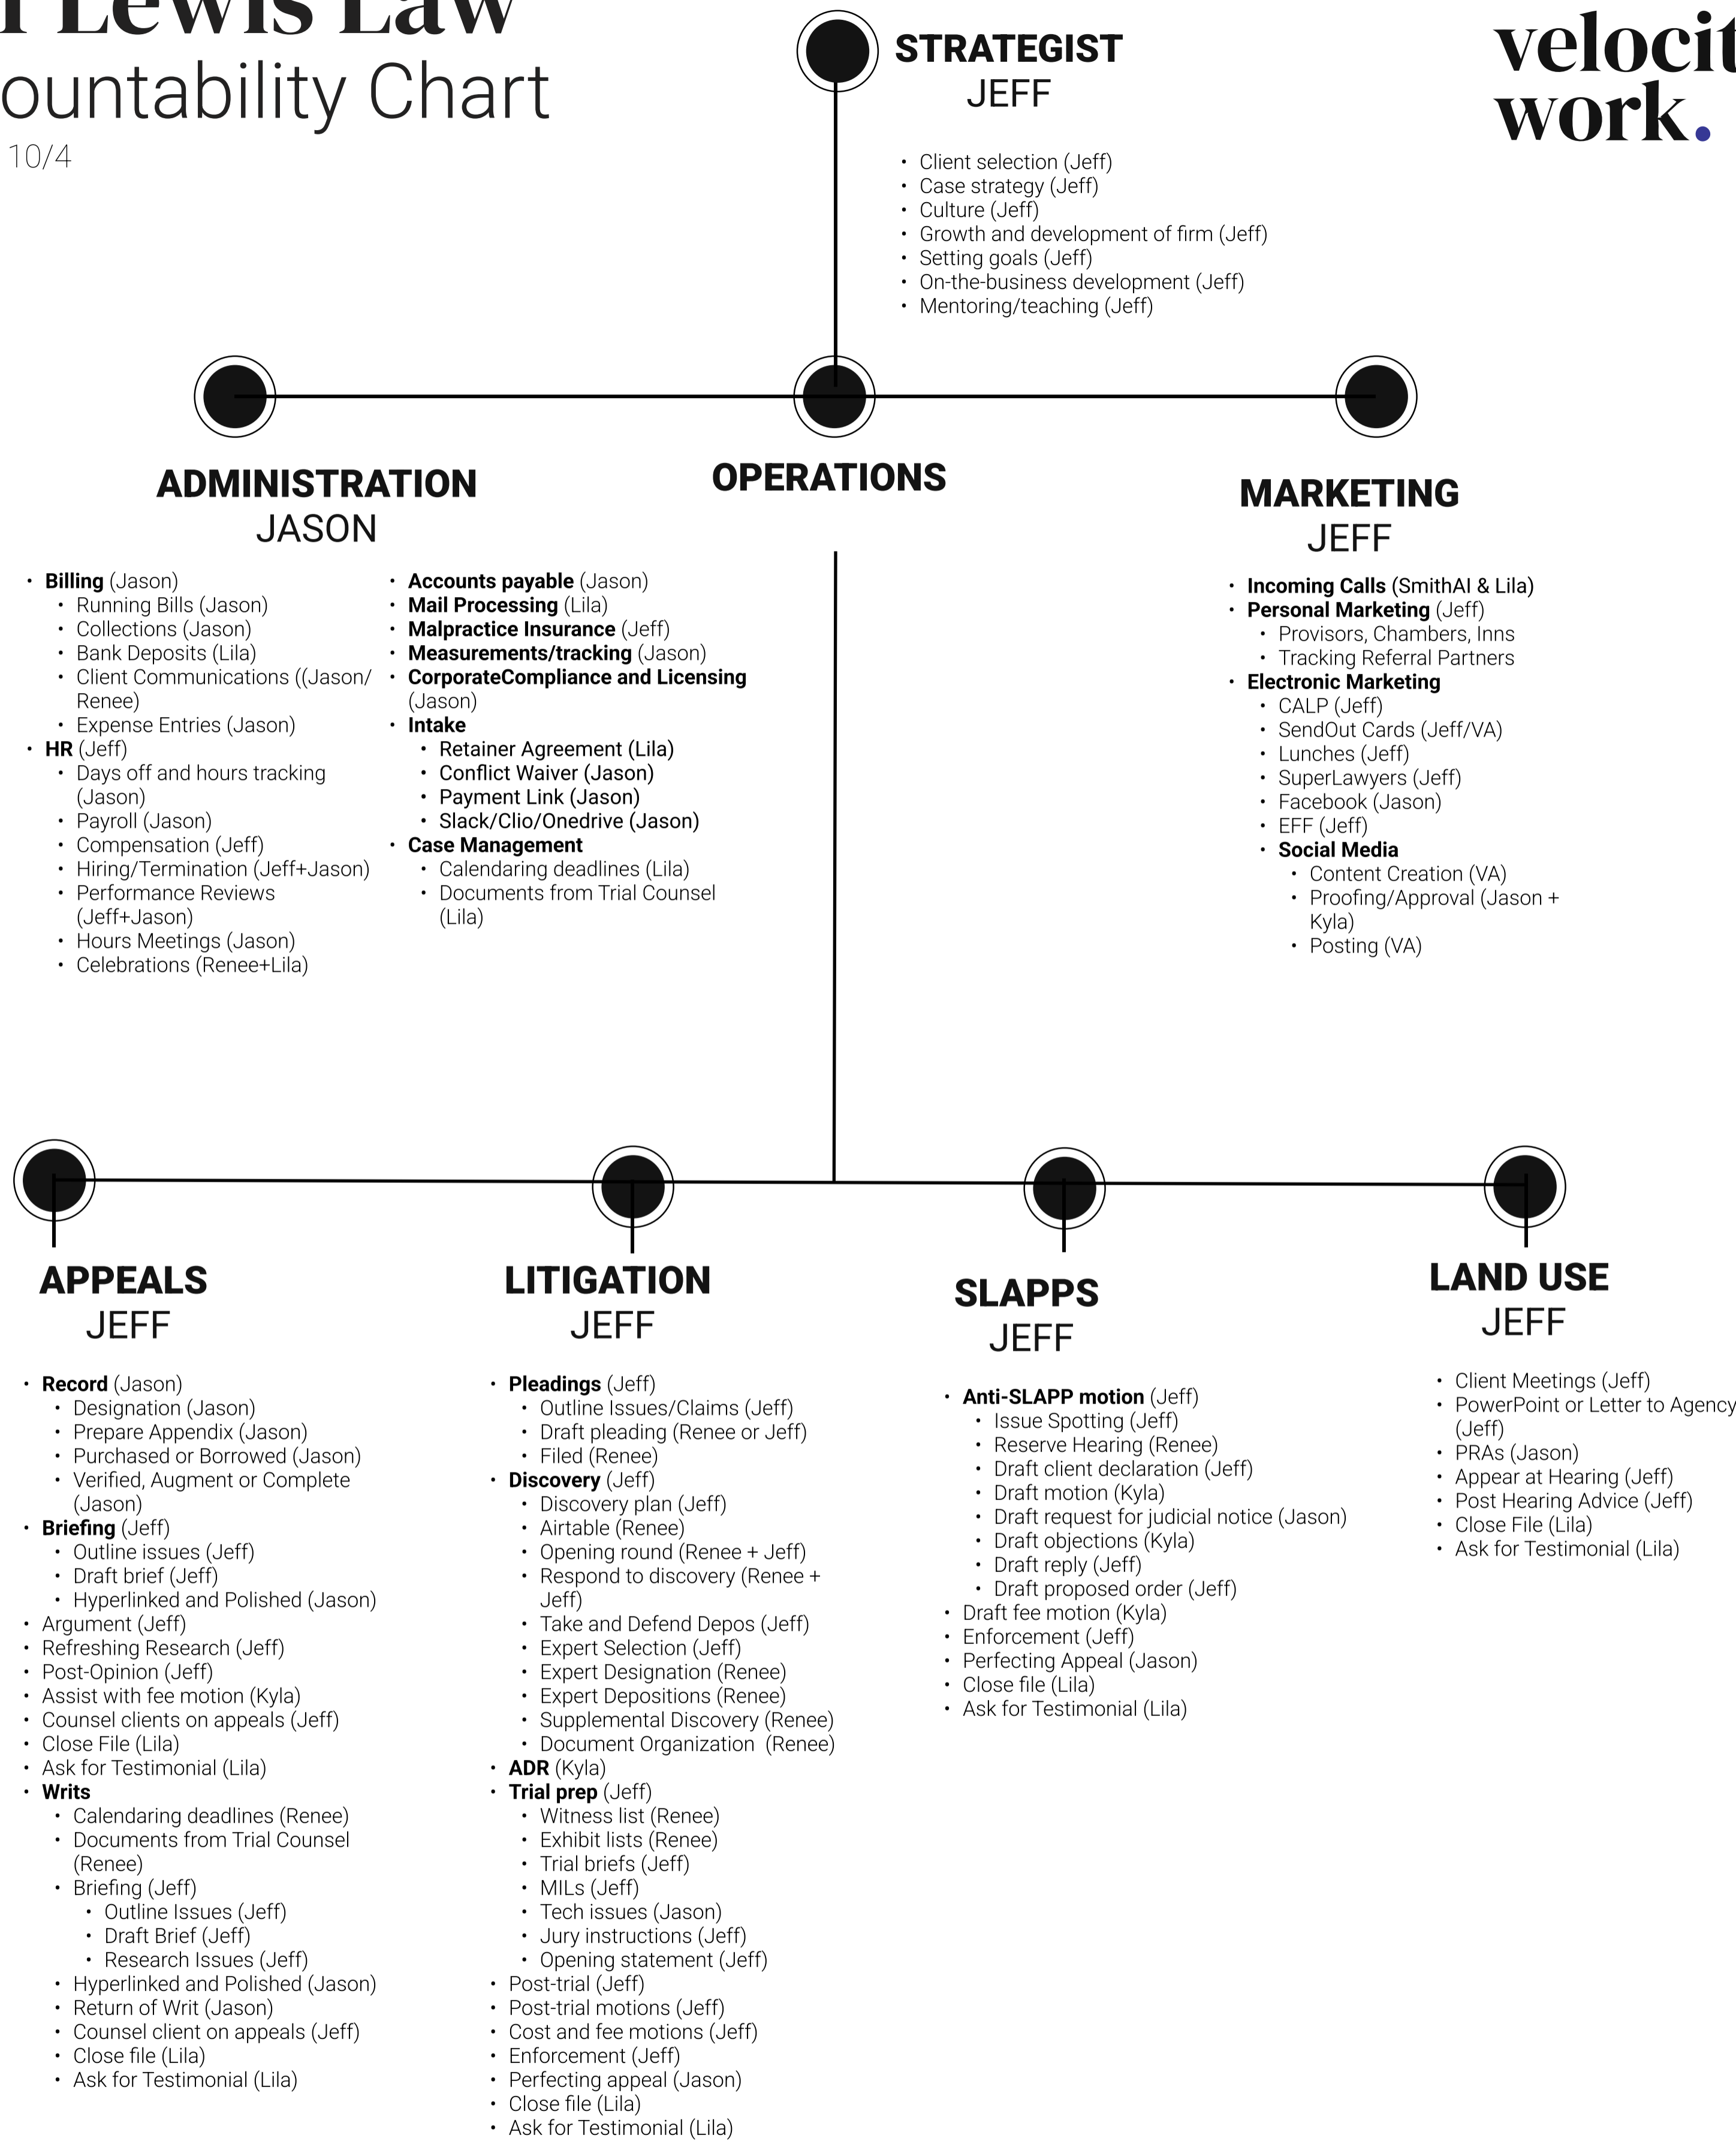 Lewis Law
ountability Chart
10/4
velocit
work.
STRATEGIST
JEFF
• Client selection (Jeff)
• Case strategy (Jeff)
• Culture (Jeff)
• Growth and development of firm (Jeff)
• Setting goals (Jeff)
• On-the-business development (Jeff)
• Mentoring/teaching (Jeff)
ADMINISTRATION
JASON
• Billing (Jason)
• Running Bills (Jason)
• Collections (Jason)
• Bank Deposits (Lila)
• Client Communications ((Jason/
Renee)
• Expense Entries (Jason)
• HR (Jeff)
• Days off and hours tracking
(Jason)
• Payroll (Jason)
• Compensation (Jeff)
• Hiring/Termination (Jeff+Jason)
• Performance Reviews
(Jeff+Jason)
• Hours Meetings (Jason)
• Celebrations (Renee+Lila)
• Accounts payable (Jason)
• Mail Processing (Lila)
• Malpractice Insurance (Jeff)
• Measurements/tracking (Jason)
• CorporateCompliance and Licensing
(Jason)
• Intake
• Retainer Agreement (Lila)
• Conflict Waiver (Jason)
• Payment Link (Jason)
• Slack/Clio/Onedrive (Jason)
• Case Management
• Calendaring deadlines (Lila)
• Documents from Trial Counsel
(Lila)
OPERATIONS
MARKETING
JEFF
• Incoming Calls (SmithAI & Lila)
• Personal Marketing (Jeff)
• Provisors, Chambers, Inns
• Tracking Referral Partners
• Electronic Marketing
• CALP (Jeff)
• SendOut Cards (Jeff/VA)
• Lunches (Jeff)
• SuperLawyers (Jeff)
• Facebook (Jason)
• EFF (Jeff)
• Social Media
• Content Creation (VA)
• Proofing/Approval (Jason +
Kyla)
• Posting (VA)
APPEALS
JEFF
• Record (Jason)
• Designation (Jason)
• Prepare Appendix (Jason)
• Purchased or Borrowed (Jason)
• Verified, Augment or Complete
(Jason)
• Briefing (Jeff)
• Outline issues (Jeff)
• Draft brief (Jeff)
• Hyperlinked and Polished (Jason)
• Argument (Jeff)
• Refreshing Research (Jeff)
• Post-Opinion (Jeff)
• Assist with fee motion (Kyla)
• Counsel clients on appeals (Jeff)
• Close File (Lila)
• Ask for Testimonial (Lila)
• Writs
• Calendaring deadlines (Renee)
• Documents from Trial Counsel
(Renee)
• Briefing (Jeff)
• Outline Issues (Jeff)
• Draft Brief (Jeff)
• Research Issues (Jeff)
• Hyperlinked and Polished (Jason)
• Return of Writ (Jason)
• Counsel client on appeals (Jeff)
• Close file (Lila)
• Ask for Testimonial (Lila)
LITIGATION
JEFF
• Pleadings (Jeff)
• Outline Issues/Claims (Jeff)
• Draft pleading (Renee or Jeff)
• Filed (Renee)
• Discovery (Jeff)
• Discovery plan (Jeff)
• Airtable (Renee)
• Opening round (Renee + Jeff)
• Respond to discovery (Renee +
Jeff)
• Take and Defend Depos (Jeff)
• Expert Selection (Jeff)
• Expert Designation (Renee)
• Expert Depositions (Renee)
• Supplemental Discovery (Renee)
• Document Organization (Renee)
• ADR (Kyla)
• Trial prep (Jeff)
• Witness list (Renee)
• Exhibit lists (Renee)
• Trial briefs (Jeff)
• MILs (Jeff)
• Tech issues (Jason)
• Jury instructions (Jeff)
• Opening statement (Jeff)
• Post-trial (Jeff)
• Post-trial motions (Jeff)
• Cost and fee motions (Jeff)
• Enforcement (Jeff)
• Perfecting appeal (Jason)
• Close file (Lila)
• Ask for Testimonial (Lila)
SLAPPS
JEFF
• Anti-SLAPP motion (Jeff)
• Issue Spotting (Jeff)
• Reserve Hearing (Renee)
• Draft client declaration (Jeff)
• Draft motion (Kyla)
• Draft request for judicial notice (Jason)
• Draft objections (Kyla)
• Draft reply (Jeff)
• Draft proposed order (Jeff)
• Draft fee motion (Kyla)
• Enforcement (Jeff)
• Perfecting Appeal (Jason)
• Close file (Lila)
• Ask for Testimonial (Lila)
LAND USE
JEFF
• Client Meetings (Jeff)
• PowerPoint or Letter to Agency
(Jeff)
• PRAs (Jason)
• Appear at Hearing (Jeff)
• Post Hearing Advice (Jeff)
• Close File (Lila)
• Ask for Testimonial (Lila)